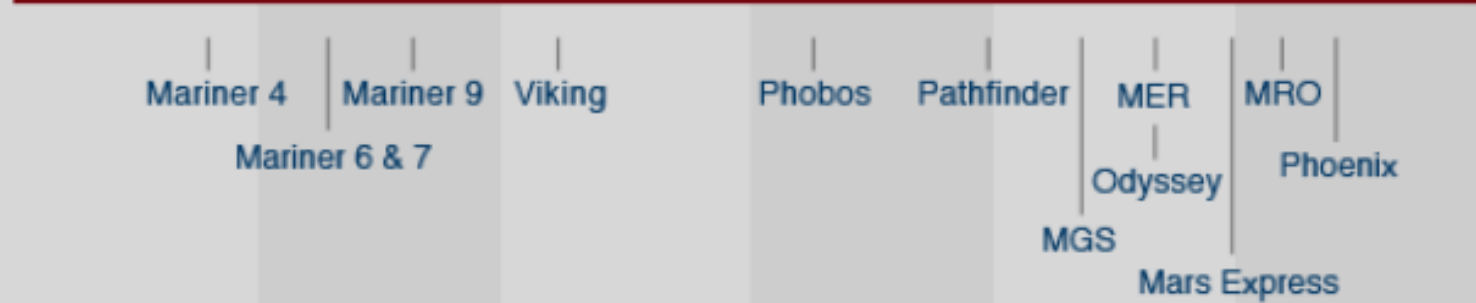 Mariner 4
Mariner 9
Viking
Phobos
Pathfinder
MER
MRO
Mariner 6 & 7
Phoenix
Odyssey
MGS
Mars Express